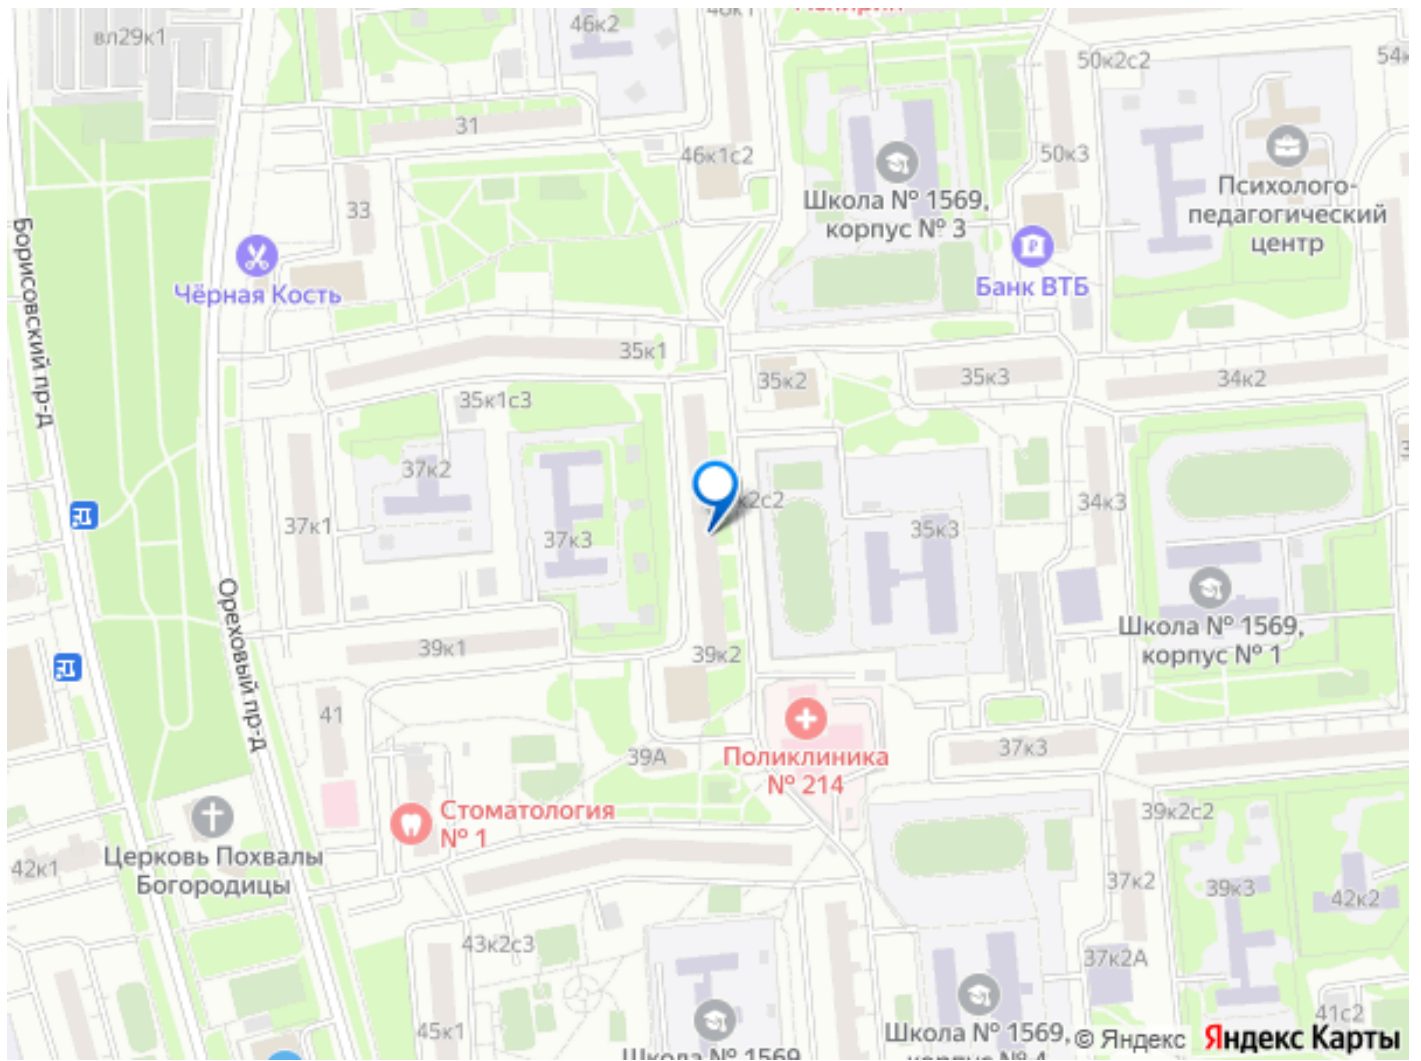 46к2
вл29к1
50к2с2
31
46к1с2
50к3
Школа № 1569,
корпус № 3
Психолого-
педагогический
центр
33
Борисовский пр-д
Чёрная Кость
Банк ВТБ
35к1
35к2
35к3
34к2
35к1с3
37к2
37к1
37к3
к2с2
35к3
34к3
Ореховый пр-д
Школа № 1569,
корпус № 1
39к1
39к2
41
39А
Поликлиника
№ 214
37к3
Стоматология
№ 1
39к2с2
Церковь Похвалы
Богородицы
42к1
37к2
39к3
42к2
43к2с3
37к2А
45к1
Школа № 1569,
41с2
Школа № 1569
© Яндекс
Яндекс Карты